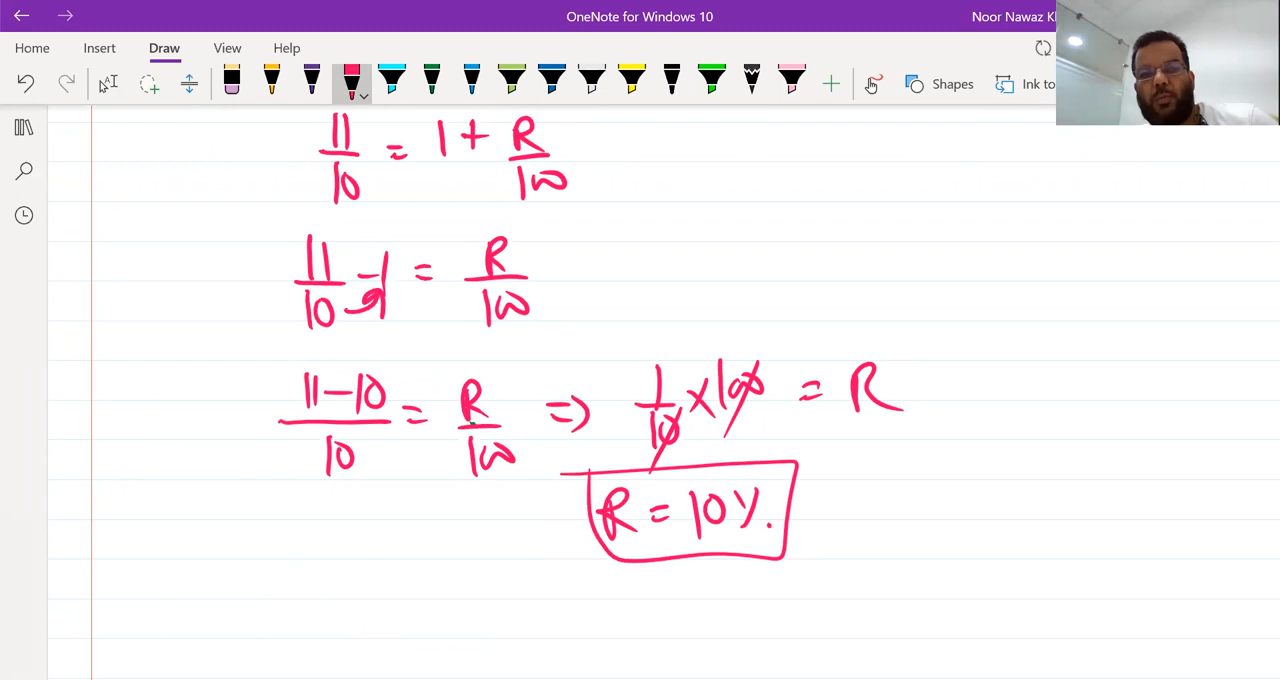 OneNote for Windows 10
Noor Nawaz Kh
Home Insert Draw View Help
Shapes
Ink to
11/10 = 1 + R/100
11/10 - 1 = R/100
11-10/10 = R/100 => 1/10 × 100 = R
R = 10%.